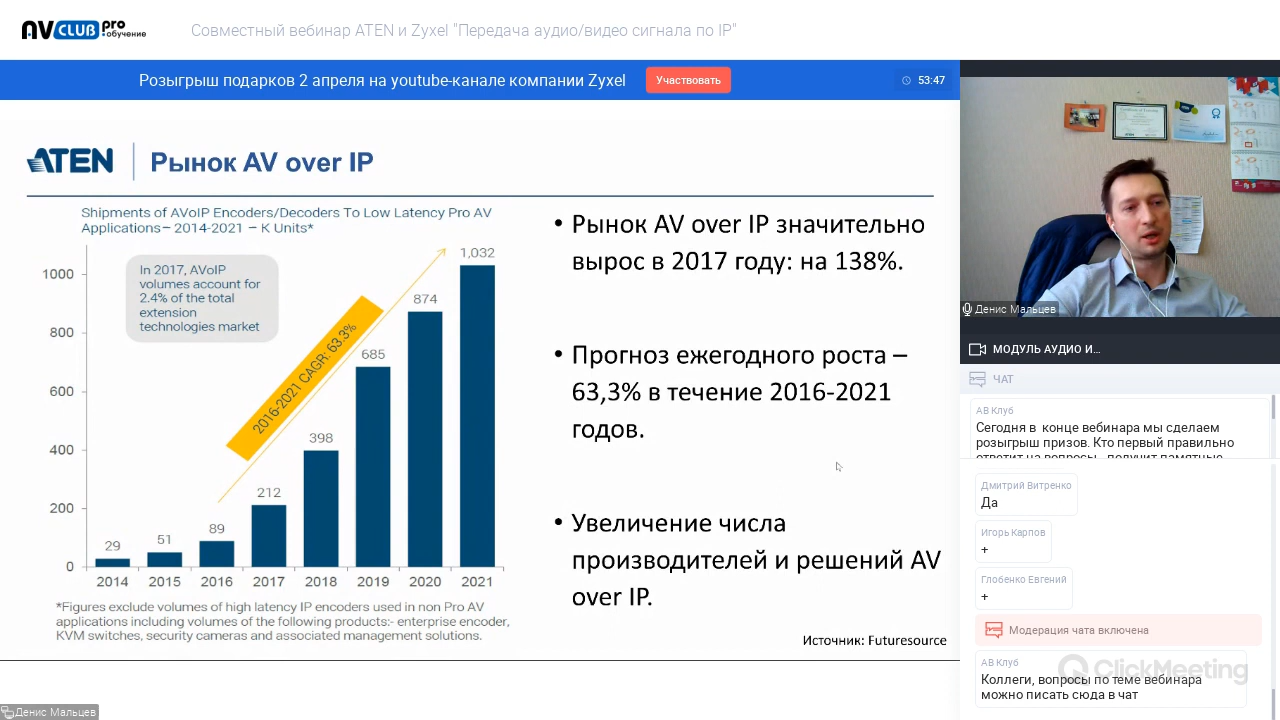 AV CLUB pro
•обучение
Совместный вебинар ATEN и Zyxel "Передача аудио/видео сигнала по IP"
Розыгрыш подарков 2 апреля на youtube-канале компании Zyxel
Участвовать
53:47
ATEN
Рынок AV over IP
Shipments of AVoIP Encoders/Decoders To Low Latency Pro AV
Applications – 2014-2021 – K Units*
In 2017, AVoIP
volumes account for
2.4% of the total
extension
technologies market
2016-2021 CAGR: 63.3%
1000
800
600
400
200
0
29
51
89
212
398
685
874
1,032
2014 2015 2016 2017 2018 2019 2020 2021
*Figures exclude volumes of high latency IP encoders used in non Pro AV
applications including volumes of the following products:- enterprise encoder,
KVM switches, security cameras and associated management solutions.
• Рынок AV over IP значительно
вырос в 2017 году: на 138%.
• Прогноз ежегодного роста –
63,3% в течение 2016-2021
годов.
• Увеличение числа
производителей и решений AV
over IP.
Источник: Futuresource
Денис Мальцев
Денис Мальцев
МОДУЛЬ АУДИО И...
ЧАТ
АВ Клуб
Сегодня в конце вебинара мы сделаем
розыгрыш призов. Кто первый правильно
ответит на вопросы - получит памятные
Дмитрий Витренко
Да
Игорь Карпов
+
Глобенко Евгений
+
Модерация чата включена
АВ Клуб
Коллеги, вопросы по теме вебинара
можно писать сюда в чат
ClickMeeting